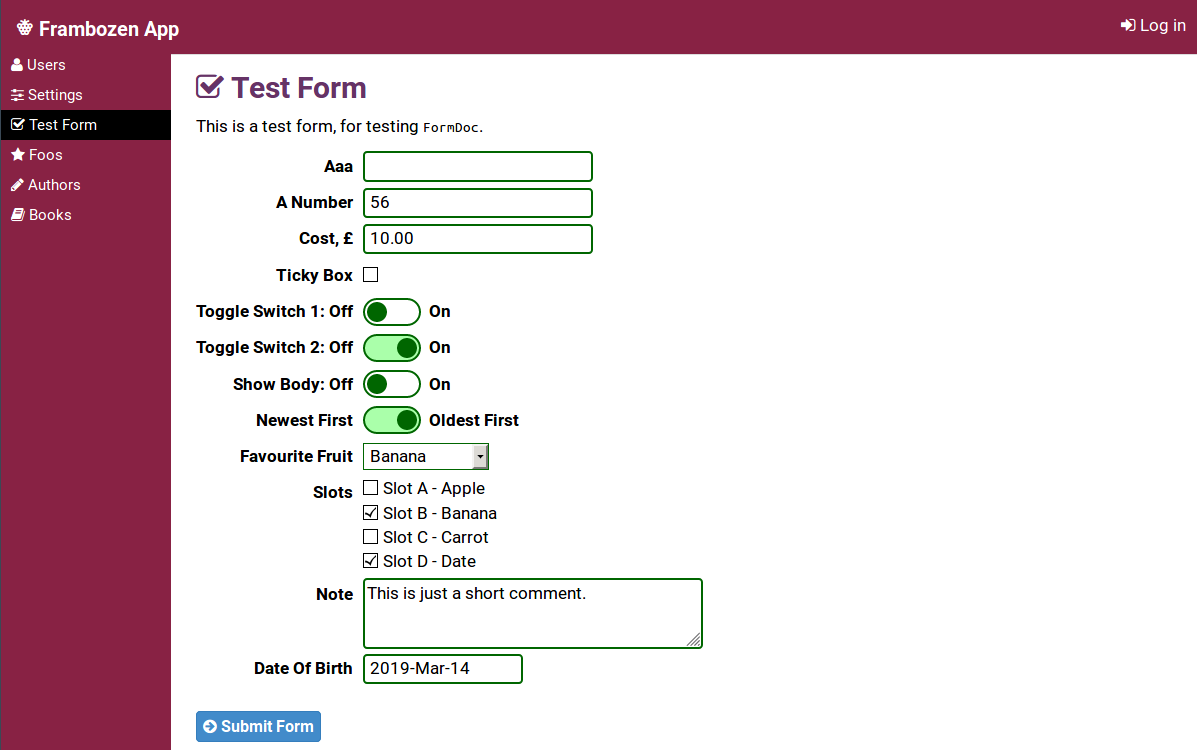 Frambozen App
Log in
Users
Settings
Test Form
Foos
Authors
Books
Test Form
This is a test form, for testing FormDoc.
Aaa
A Number 56
Cost, £ 10.00
Ticky Box
Toggle Switch 1: Off On
Toggle Switch 2: Off On
Show Body: Off On
Newest First Oldest First
Favourite Fruit Banana
Slots Slot A - Apple
Slot B - Banana
Slot C - Carrot
Slot D - Date
Note This is just a short comment.
Date Of Birth 2019-Mar-14
Submit Form